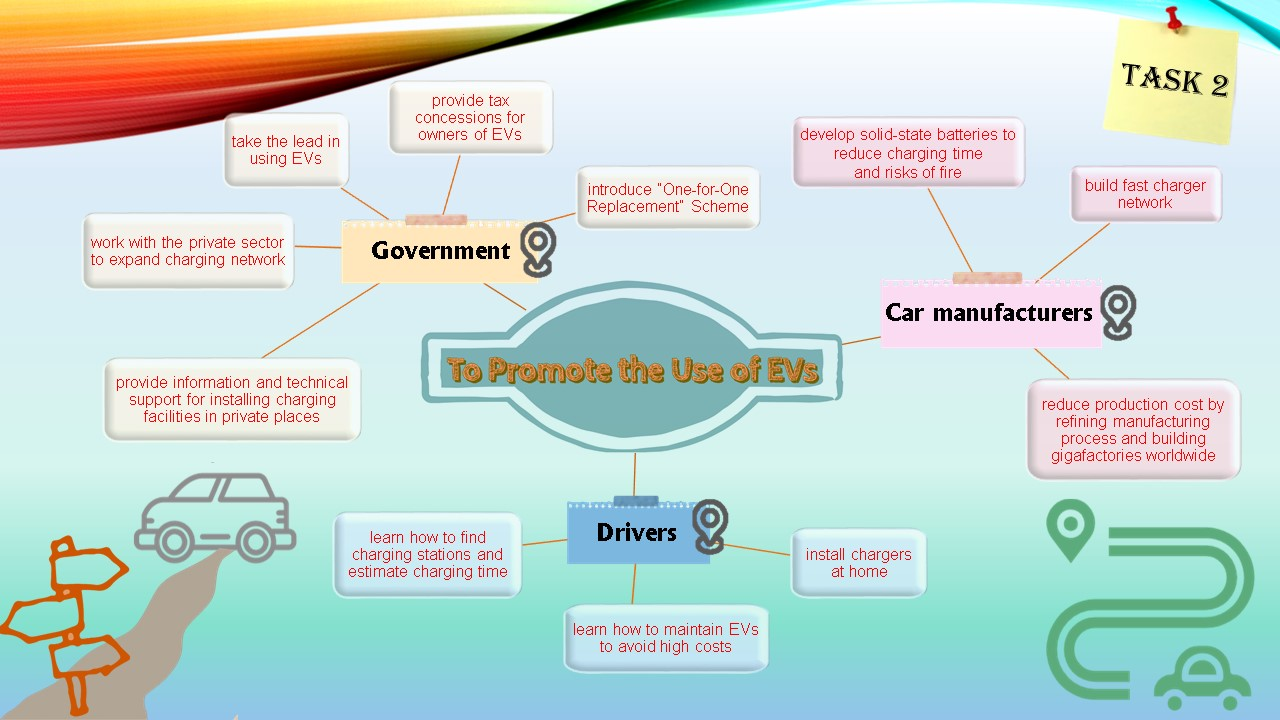 TASK 2
provide tax
concessions for
owners of EVs
take the lead in
using EVs
introduce "One-for-One
Replacement" Scheme
work with the private sector
to expand charging network
Government
provide information and technical
support for installing charging
facilities in private places
develop solid-state batteries to
reduce charging time
and risks of fire
build fast charger
network
Car manufacturers
reduce production cost by
refining manufacturing
process and building
gigafactories worldwide
To Promote the Use of EVs
Drivers
learn how to find
charging stations and
estimate charging time
install chargers
at home
learn how to maintain EVs
to avoid high costs